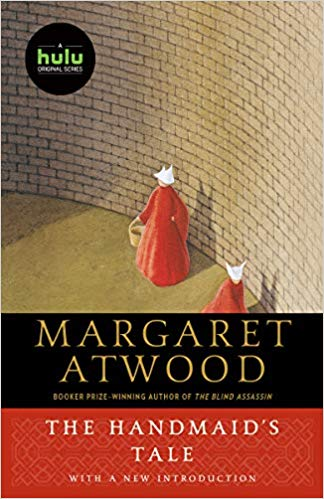 A
hulu
ORIGINAL SERIES
MARGARET
ATWOOD
BOOKER PRIZE-WINNING AUTHOR OF THE BLIND ASSASSIN
THE HANDMAID'S
TALE
WITH A NEW INTRODUCTION